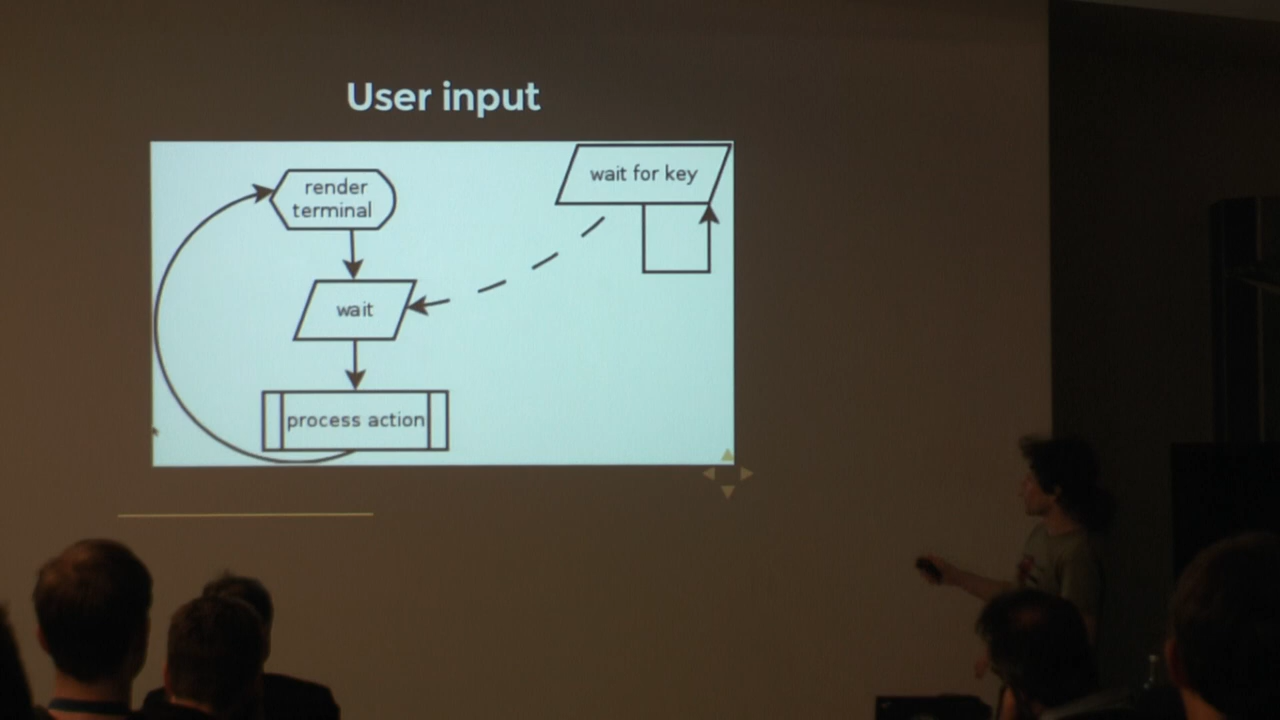 User input
render
terminal
wait for key
wait
process action